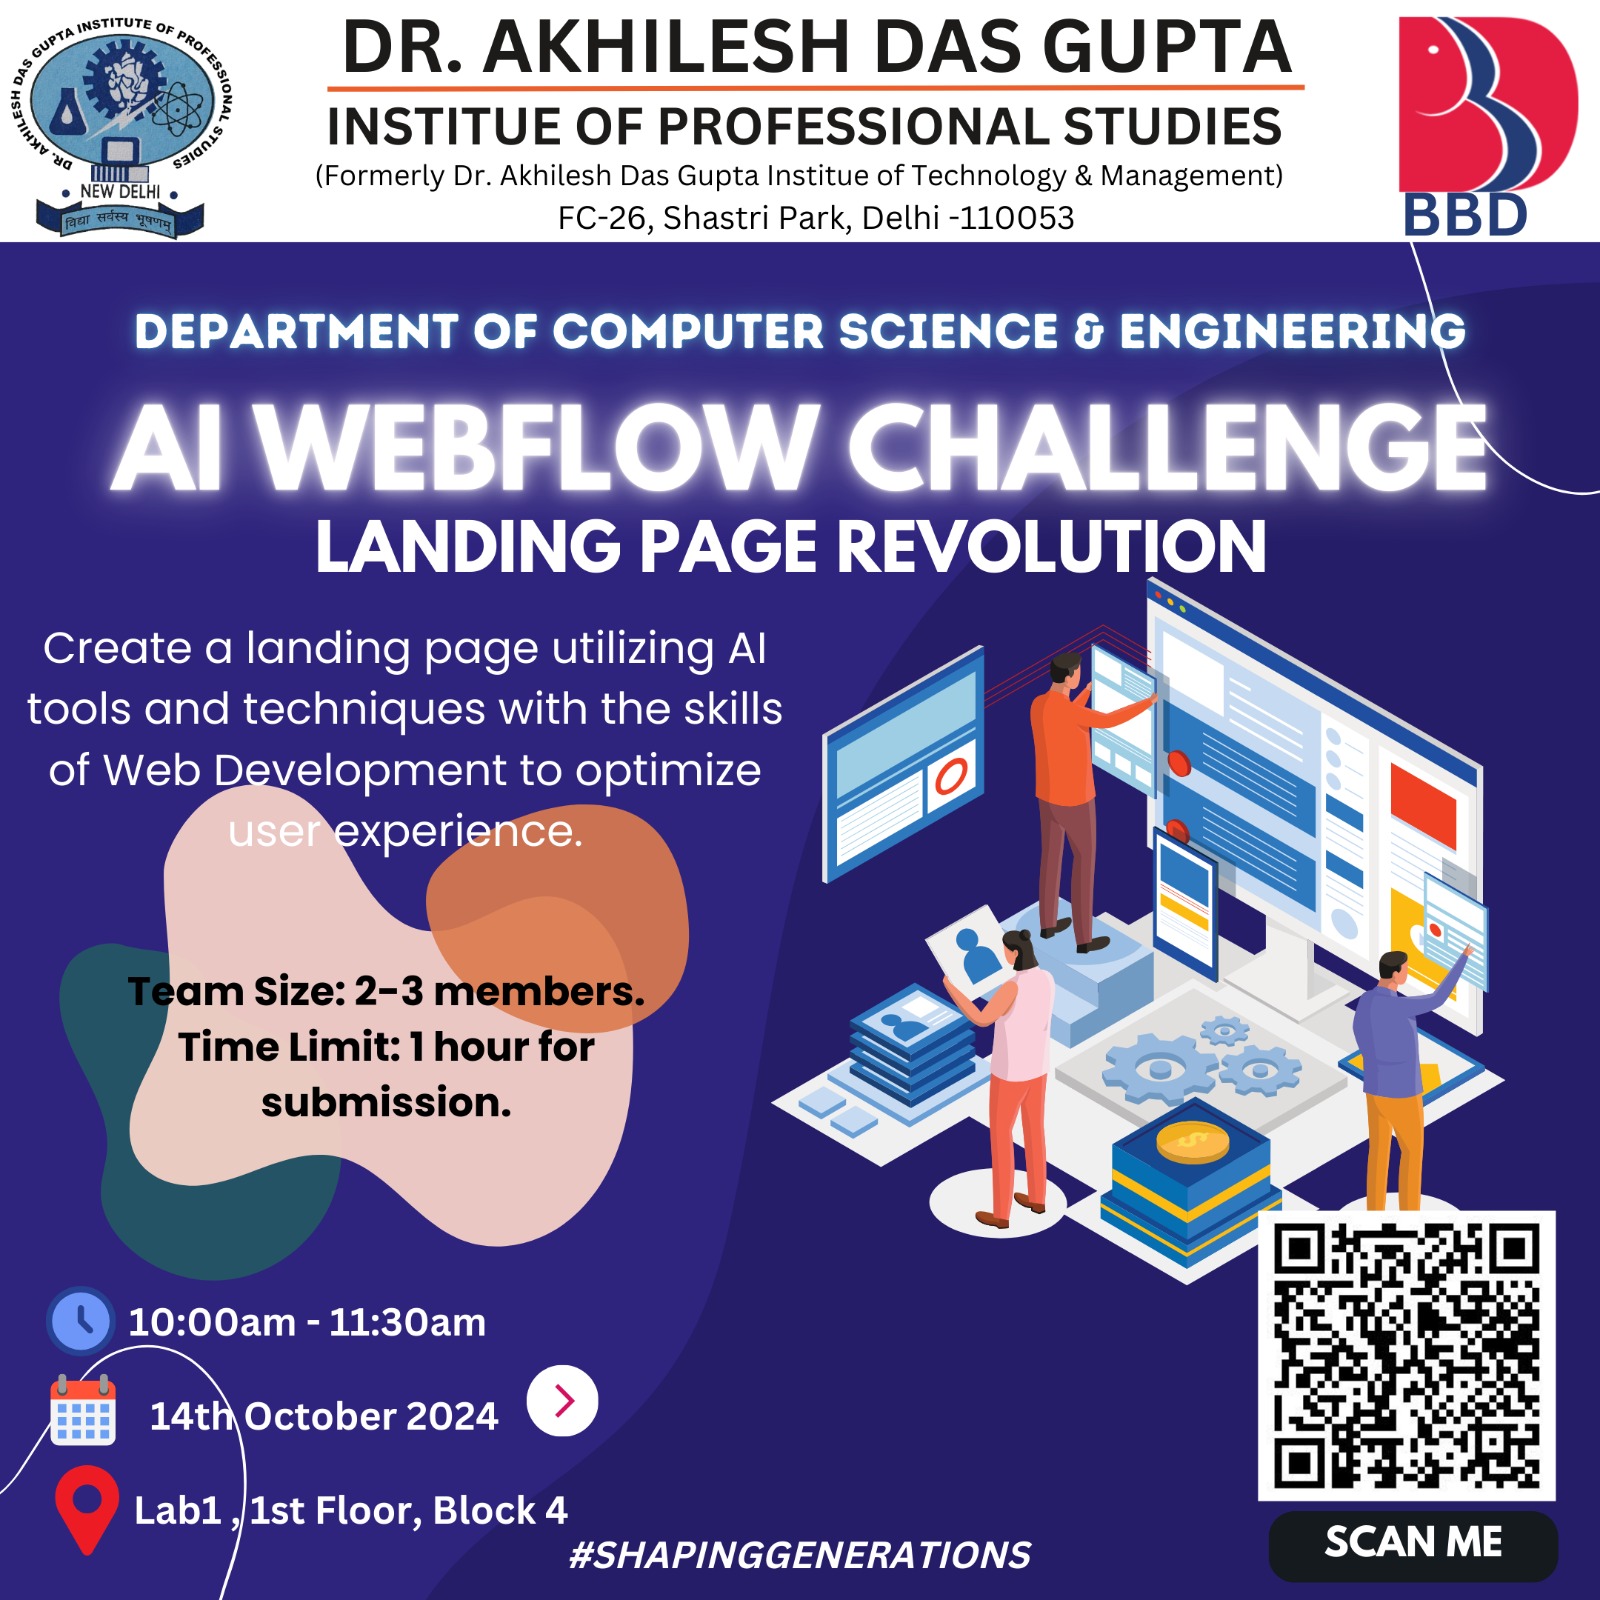 DR. AKHILESH DAS GUPTA INSTITUTE OF PROFESSIONAL STUDIES
NEW DELHI
विद्या सर्वस्य भूषणम्
DR. AKHILESH DAS GUPTA
INSTITUE OF PROFESSIONAL STUDIES
(Formerly Dr. Akhilesh Das Gupta Institue of Technology & Management)
FC-26, Shastri Park, Delhi -110053
BBD
DEPARTMENT OF COMPUTER SCIENCE & ENGINEERING
AI WEBFLOW CHALLENGE
LANDING PAGE REVOLUTION
Create a landing page utilizing AI
tools and techniques with the skills
of Web Development to optimize
user experience.
Team Size: 2-3 members.
Time Limit: 1 hour for
submission.
10:00am - 11:30am
14th October 2024
Lab1 , 1st Floor, Block 4
#SHAPINGGENERATIONS
SCAN ME